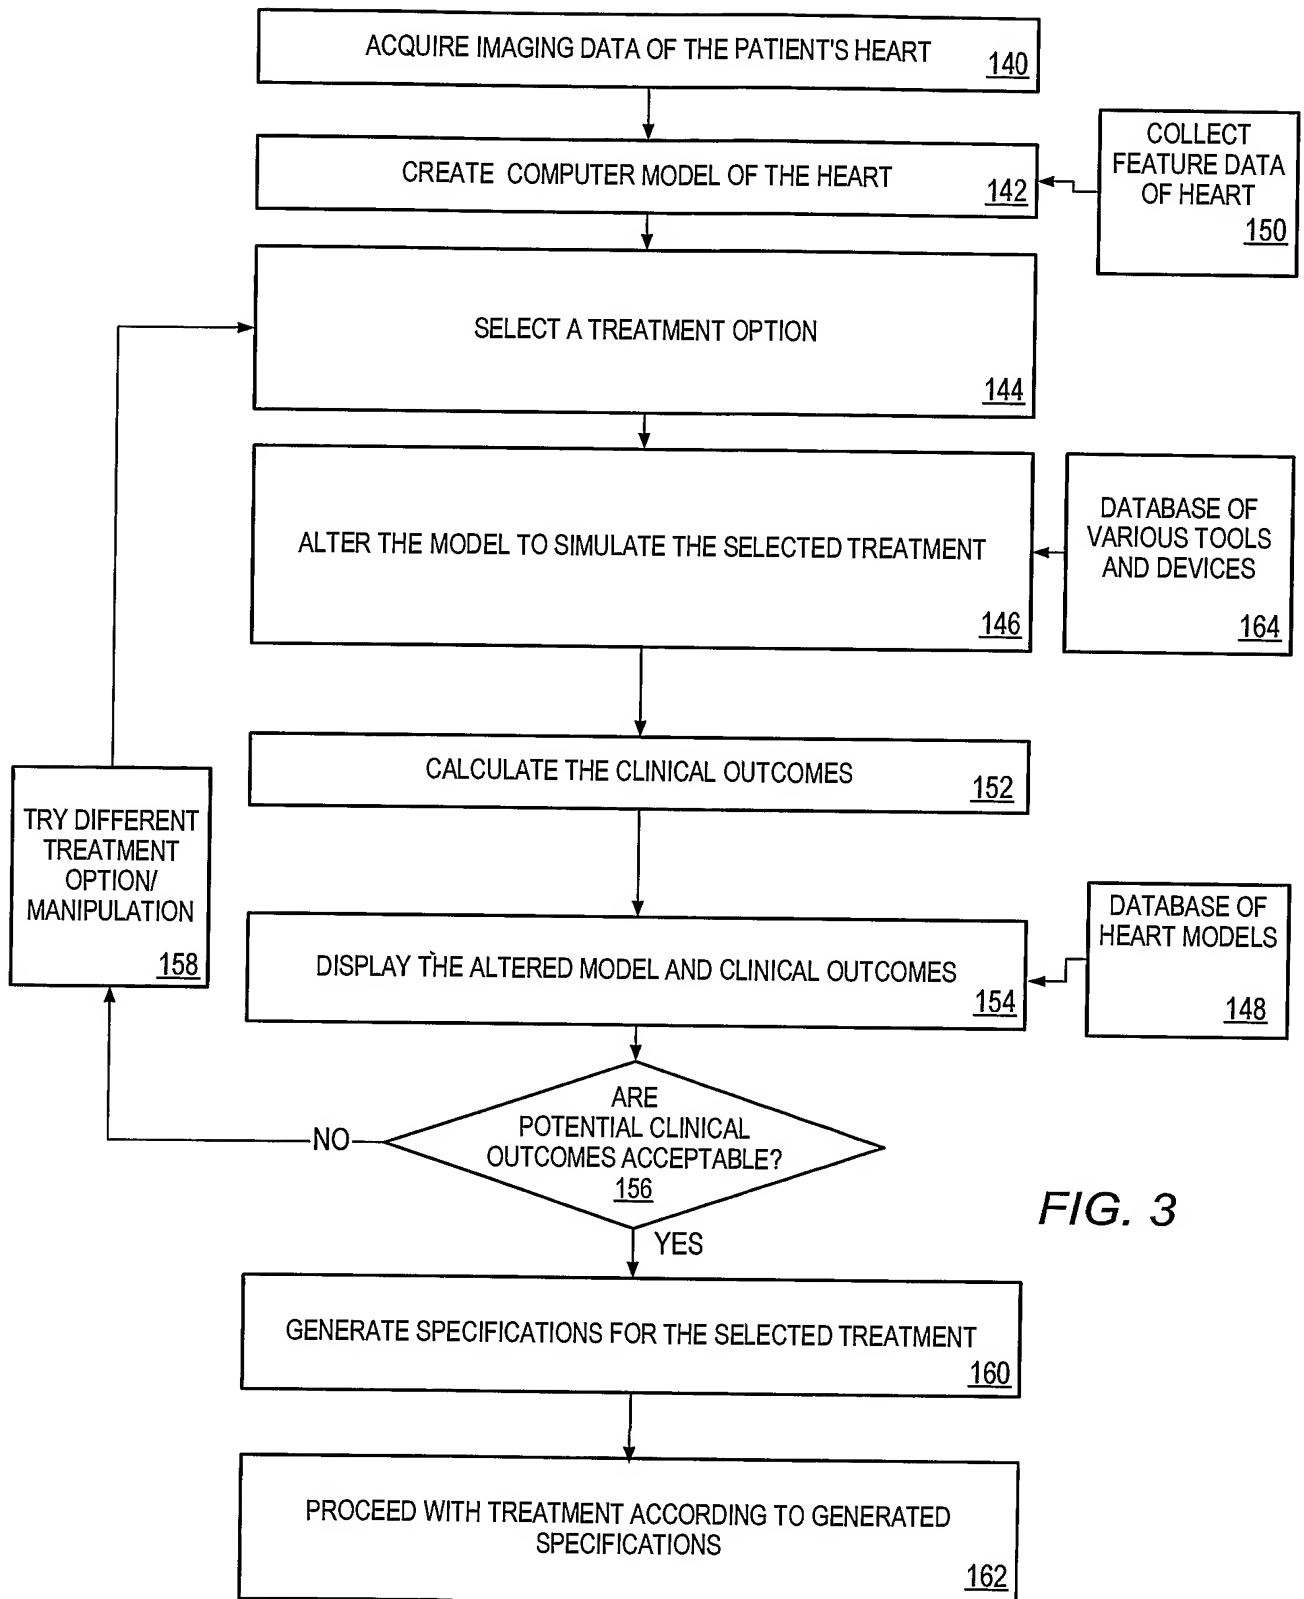 ACQUIRE IMAGING DATA OF THE PATIENT'S HEART
140
CREATE COMPUTER MODEL OF THE HEART
142
COLLECT
FEATURE DATA
OF HEART
150
SELECT A TREATMENT OPTION
144
ALTER THE MODEL TO SIMULATE THE SELECTED TREATMENT
146
DATABASE OF
VARIOUS TOOLS
AND DEVICES
164
CALCULATE THE CLINICAL OUTCOMES
152
TRY DIFFERENT
TREATMENT
OPTION/
MANIPULATION
158
DISPLAY THE ALTERED MODEL AND CLINICAL OUTCOMES
154
DATABASE OF
HEART MODELS
148
ARE
POTENTIAL CLINICAL
OUTCOMES ACCEPTABLE?
156
NO
YES
FIG. 3
GENERATE SPECIFICATIONS FOR THE SELECTED TREATMENT
160
PROCEED WITH TREATMENT ACCORDING TO GENERATED
SPECIFICATIONS
162